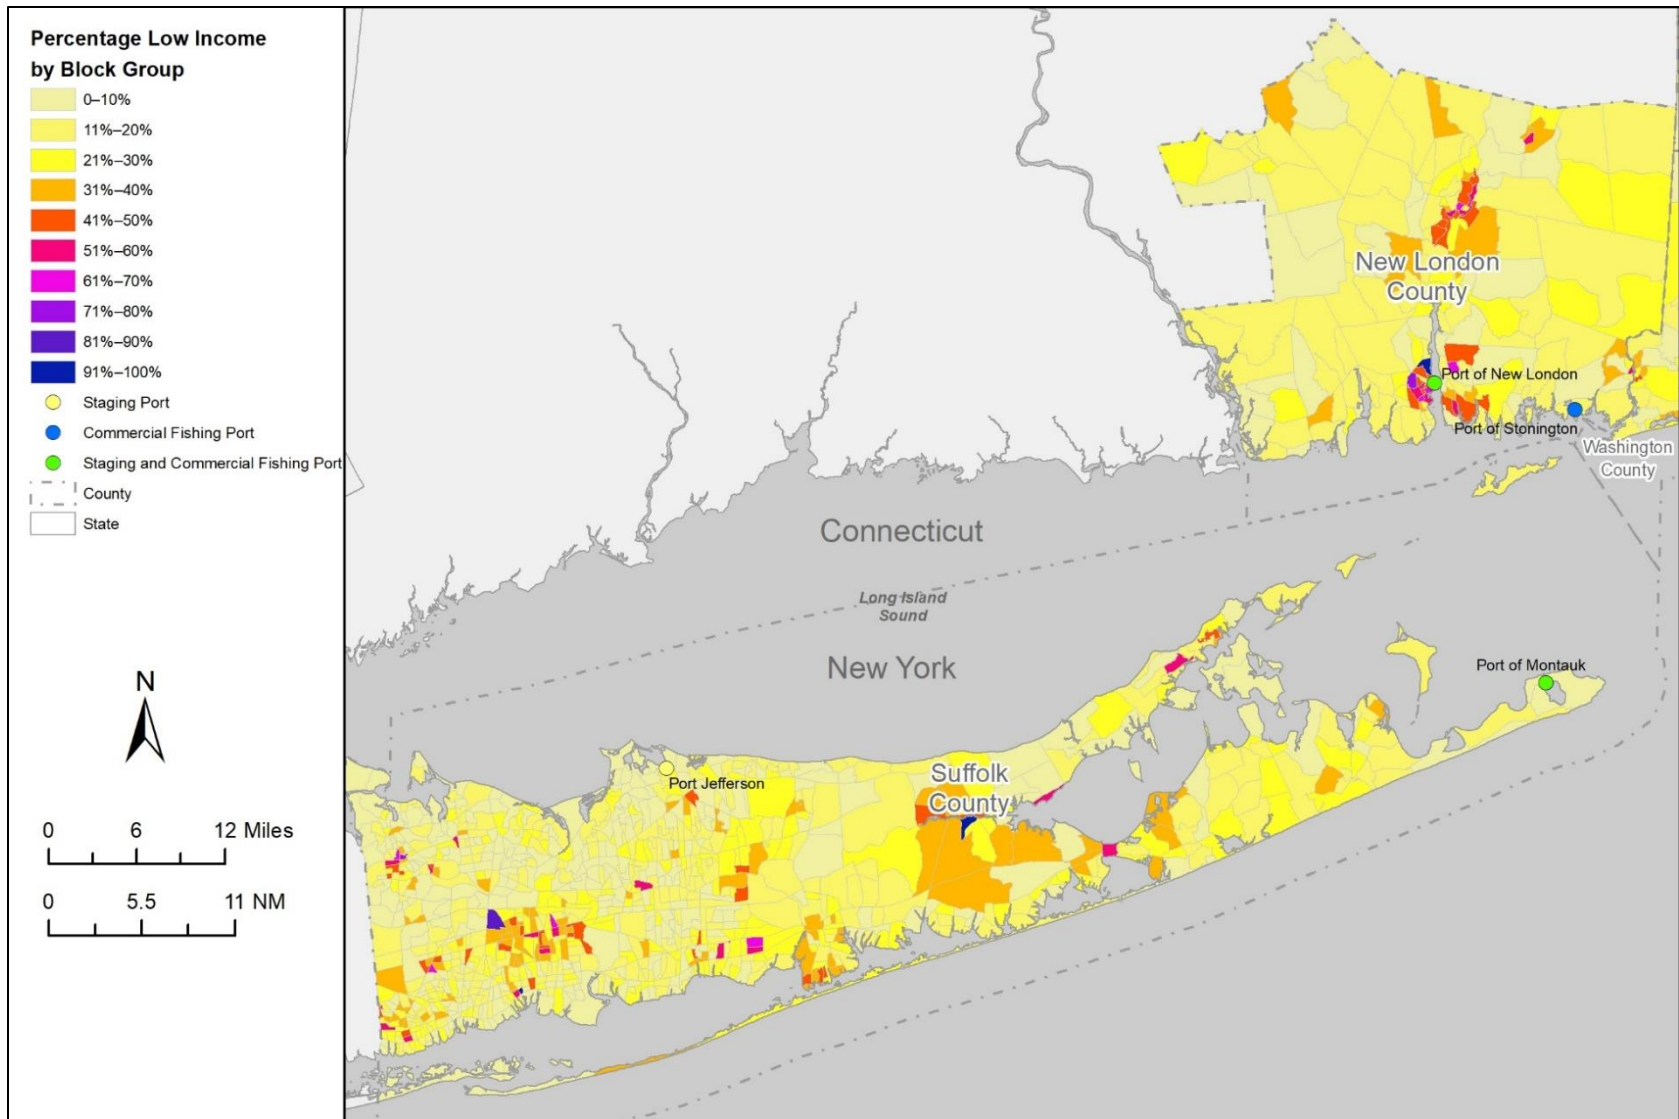 Percentage Low Income
by Block Group
0–10%
11%–20%
21%–30%
31%–40%
41%–50%
51%–60%
61%–70%
71%–80%
81%–90%
91%–100%
Staging Port
Commercial Fishing Port
Staging and Commercial Fishing Port
County
State
N
0 6 12 Miles
0 5.5 11 NM
New London
County
Port of New London
Port of Stonington
Washington
County
Connecticut
Long Island
Sound
New York
Port of Montauk
Suffolk
County
Port Jefferson